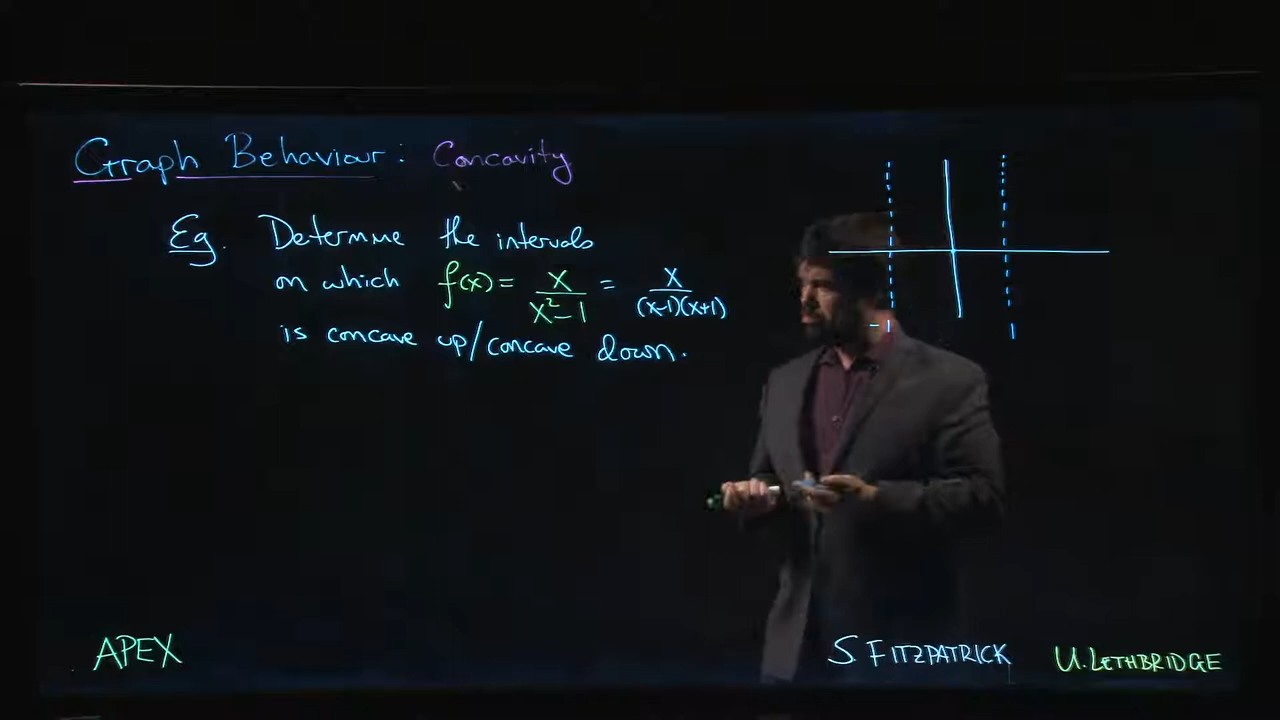 Graph Behaviour: Concavity
Eg. Determine the intervals
on which f(x) = x/(x² - 1) = x/((x-1)(x+1))
is concave up/concave down.
-1 1
APEX
S FITZPATRICK U. LETHBRIDGE